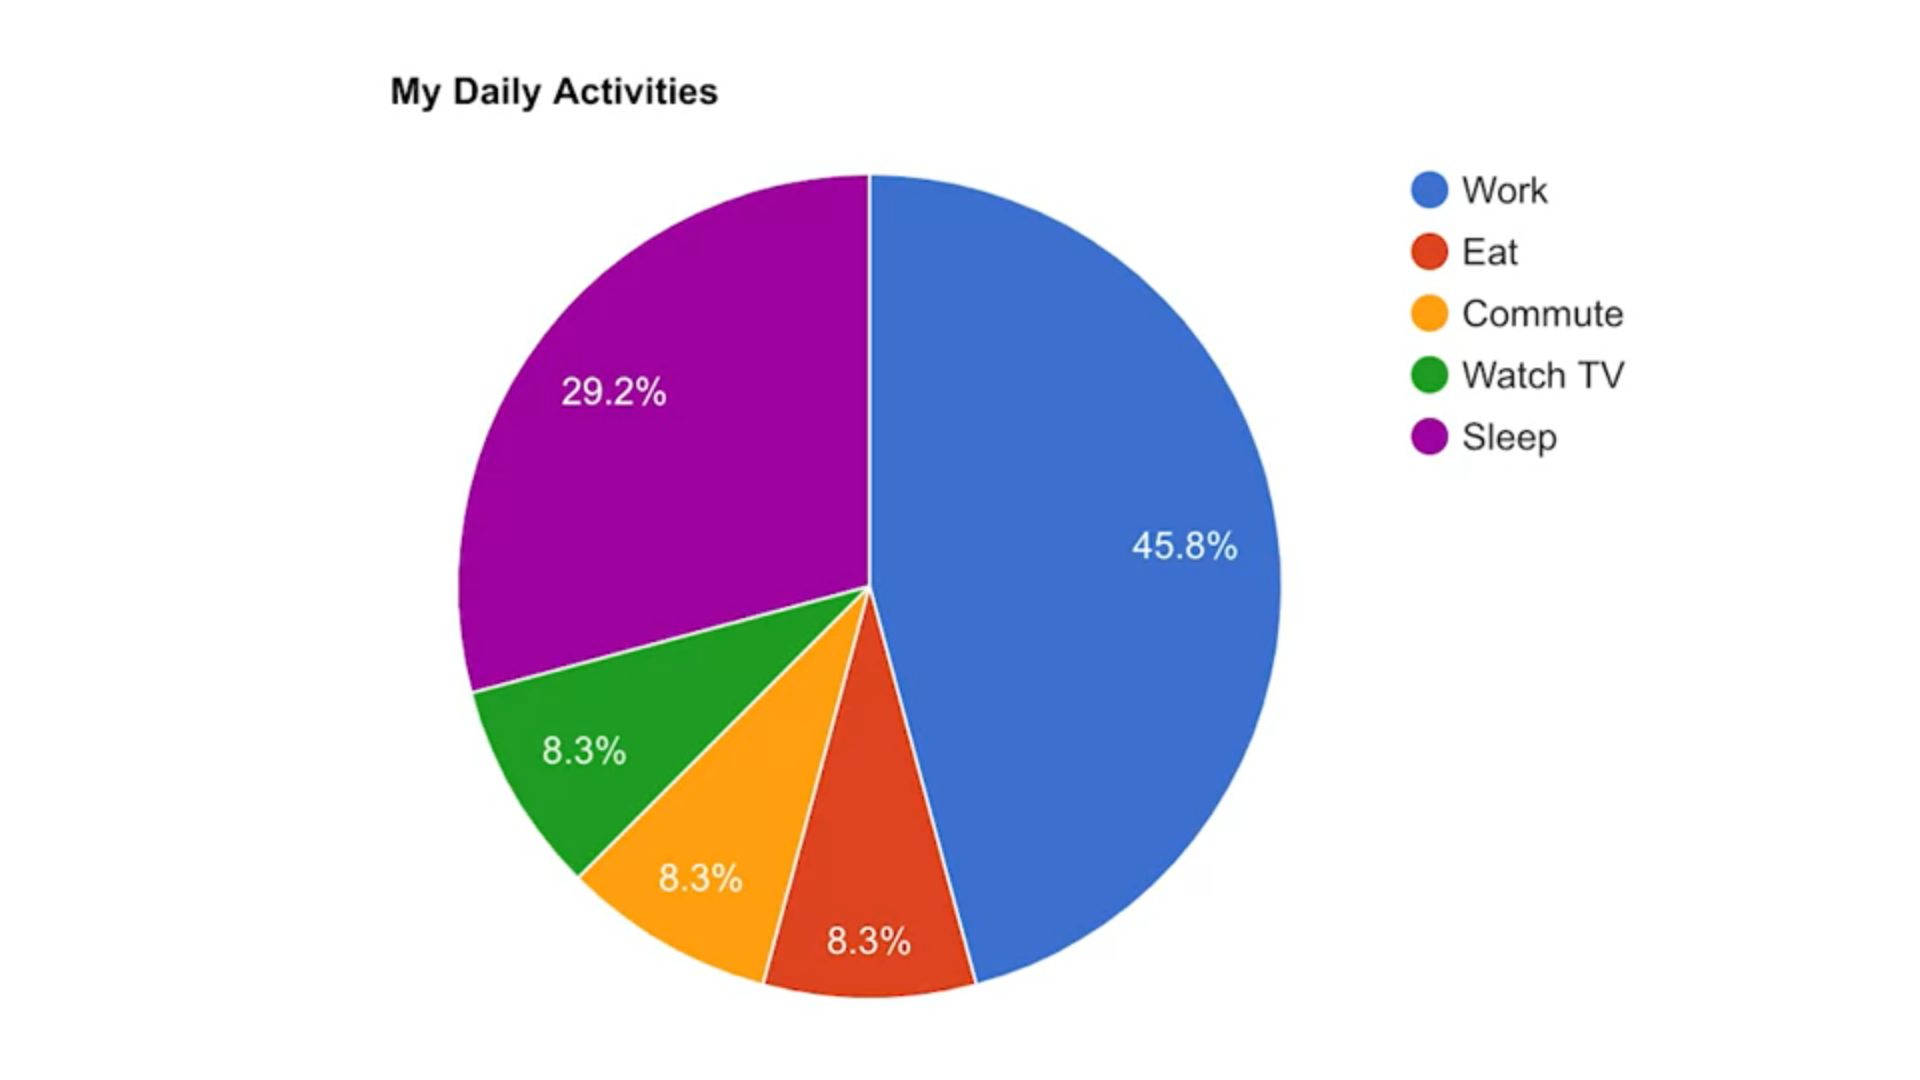 My Daily Activities
Work
Eat
Commute
Watch TV
Sleep
29.2%
45.8%
8.3%
8.3%
8.3%